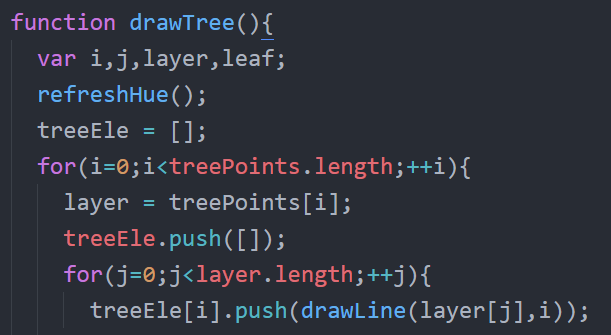 function drawTree(){
  var i,j,layer,leaf;
  refreshHue();
  treeEle = [];
  for(i=0;i<treePoints.length;++i){
    layer = treePoints[i];
    treeEle.push([]);
    for(j=0;j<layer.length;++j){
      treeEle[i].push(drawLine(layer[j],i));